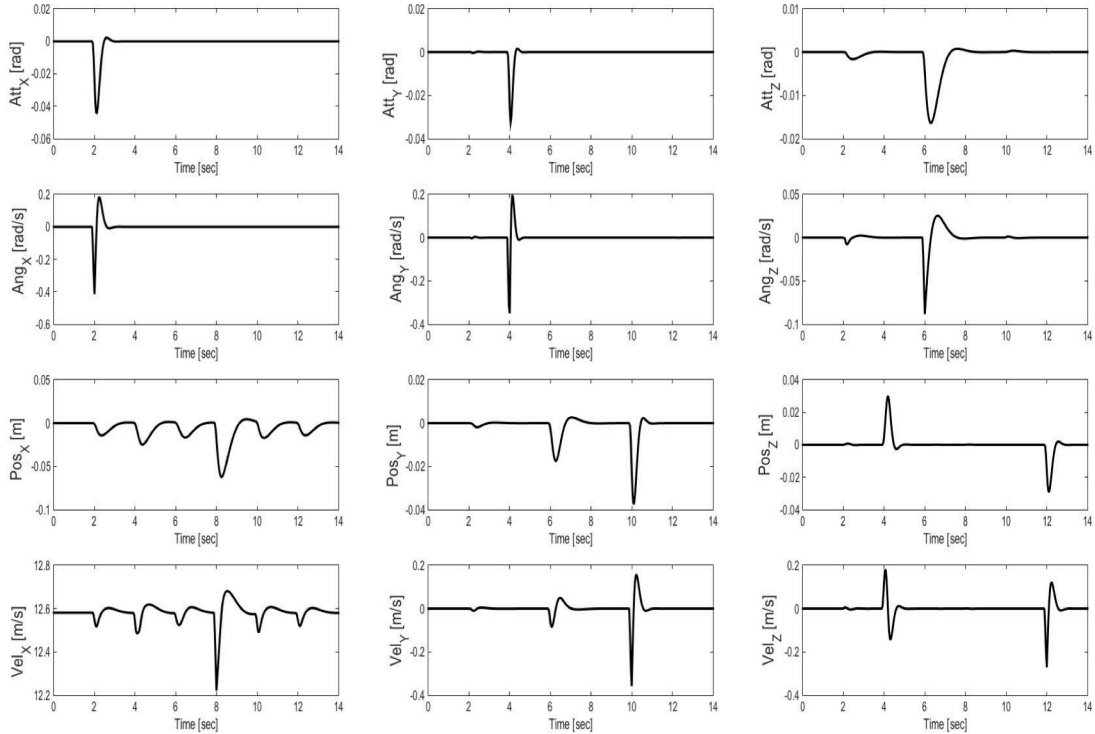 0.02
0
-0.02
-0.04
-0.06
Att_X [rad]
0 2 4 6 8 10 12 14
Time [sec]
0.02
0
-0.02
-0.04
Att_Y [rad]
0 2 4 6 8 10 12 14
Time [sec]
0.01
0
-0.01
-0.02
Att_Z [rad]
0 2 4 6 8 10 12 14
Time [sec]
0.2
0
-0.2
-0.4
-0.6
Ang_X [rad/s]
0 2 4 6 8 10 12 14
Time [sec]
0.2
0
-0.2
-0.4
Ang_Y [rad/s]
0 2 4 6 8 10 12 14
Time [sec]
0.05
0
-0.05
-0.1
Ang_Z [rad/s]
0 2 4 6 8 10 12 14
Time [sec]
0.05
0
-0.05
-0.1
Pos_X [m]
0 2 4 6 8 10 12 14
Time [sec]
0.02
0
-0.02
-0.04
Pos_Y [m]
0 2 4 6 8 10 12 14
Time [sec]
0.04
0.02
0
-0.02
-0.04
Pos_Z [m]
0 2 4 6 8 10 12 14
Time [sec]
12.8
12.6
12.4
12.2
Vel_X [m/s]
0 2 4 6 8 10 12 14
Time [sec]
0.2
0
-0.2
-0.4
Vel_Y [m/s]
0 2 4 6 8 10 12 14
Time [sec]
0.2
0
-0.2
-0.4
Vel_Z [m/s]
0 2 4 6 8 10 12 14
Time [sec]